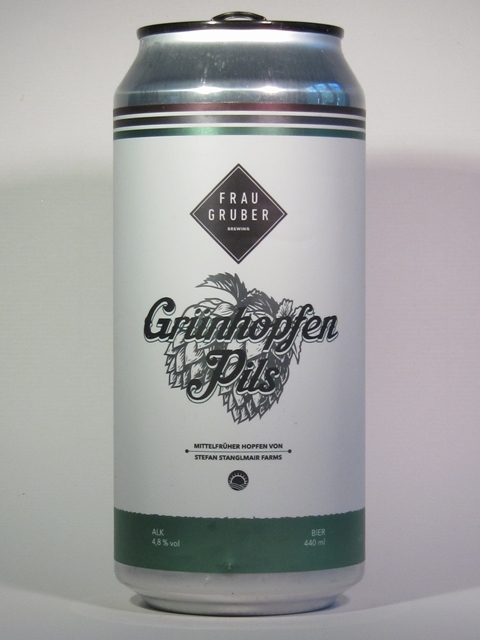 FRAU
GRUBER
BREWING
Grünhopfen
Pils
MITTELFRÜHER HOPFEN VON
STEFAN STANGLMAIR FARMS
ALK
4,8 % vol
BIER
440 ml